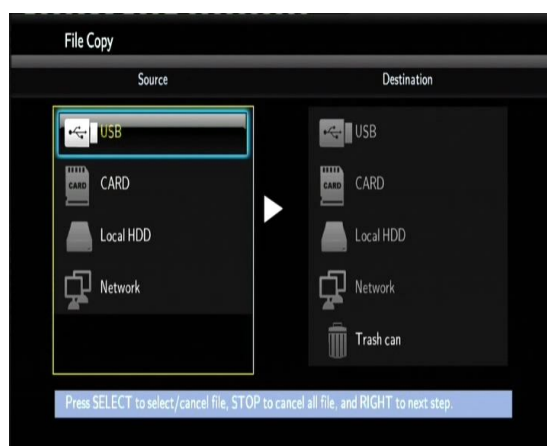 File Copy
Source
Destination
USB
CARD
CARD
Local HDD
Network
USB
CARD
CARD
Local HDD
Network
Trash can
Press SELECT to select/cancel file, STOP to cancel all file, and RIGHT to next step.